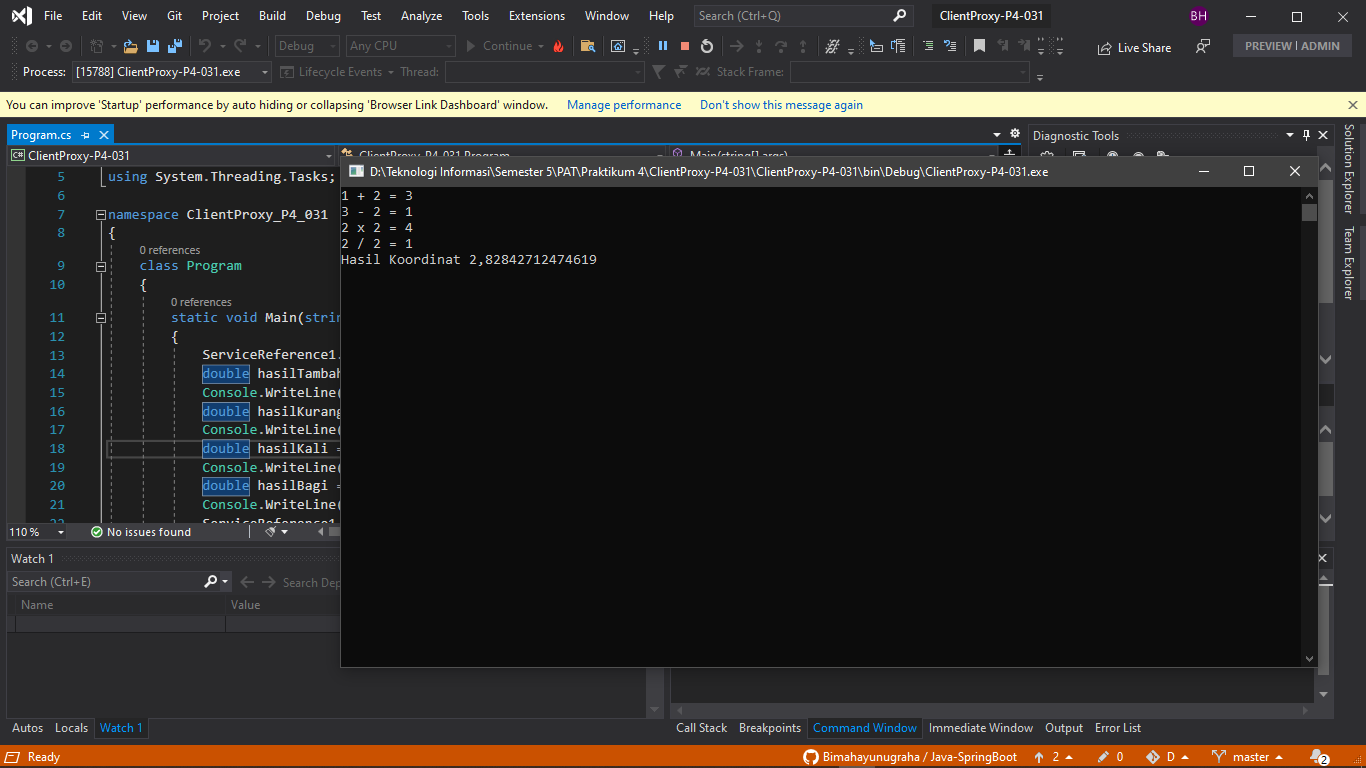 File Edit View Git Project Build Debug Test Analyze Tools Extensions Window Help Search (Ctrl+Q) ClientProxy-P4-031 BH
Debug Any CPU Continue Live Share PREVIEW | ADMIN
Process: [15788] ClientProxy-P4-031.exe Lifecycle Events Thread: Stack Frame:
You can improve 'Startup' performance by auto hiding or collapsing 'Browser Link Dashboard' window. Manage performance Don't show this message again
Program.cs
Diagnostic Tools
Solution Explorer
Team Explorer
C# ClientProxy-P4-031 ClientProxy_P4_031.Program Main(string[] args)
5 using System.Threading.Tasks;
6
7 namespace ClientProxy_P4_031
8 {
0 references
9 class Program
10 {
0 references
11 static void Main(strin
12 {
13 ServiceReference1.
14 double hasilTambah
15 Console.WriteLine(
16 double hasilKurang
17 Console.WriteLine(
18 double hasilKali =
19 Console.WriteLine(
20 double hasilBagi =
21 Console.WriteLine(
22 ServiceReference1.
D:\Teknologi Informasi\Semester 5\PAT\Praktikum 4\ClientProxy-P4-031\ClientProxy-P4-031\bin\Debug\ClientProxy-P4-031.exe
1 + 2 = 3
3 - 2 = 1
2 x 2 = 4
2 / 2 = 1
Hasil Koordinat 2,82842712474619
110 % No issues found
Watch 1
Search (Ctrl+E) Search Dep
Name Value
Autos Locals Watch 1
Call Stack Breakpoints Command Window Immediate Window Output Error List
Ready Bimahayunugraha / Java-SpringBoot 2 0 D master 2